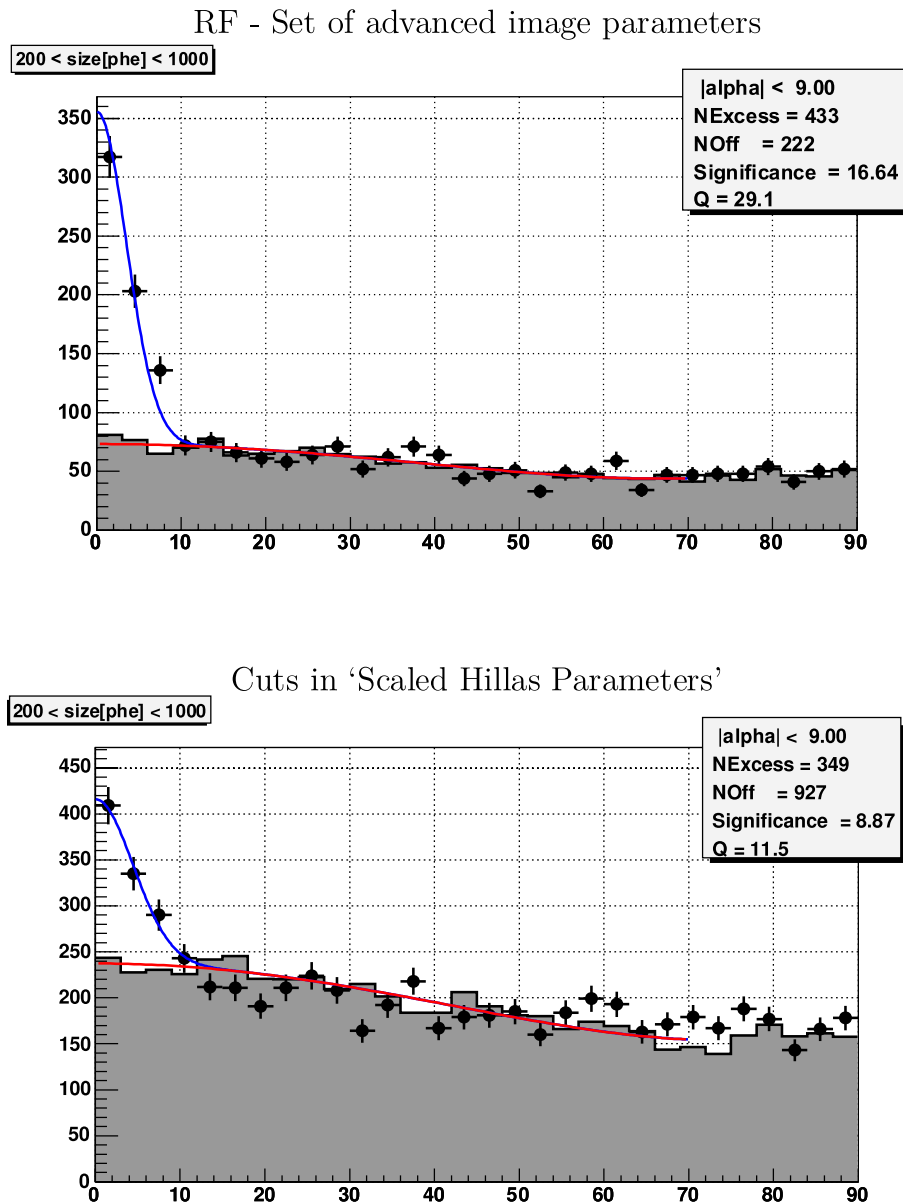 RF - Set of advanced image parameters
200 < size[phe] < 1000
|alpha| < 9.00
NExcess = 433
NOff = 222
Significance = 16.64
Q = 29.1
350
300
250
200
150
100
50
0
0 10 20 30 40 50 60 70 80 90
Cuts in ‘Scaled Hillas Parameters’
200 < size[phe] < 1000
|alpha| < 9.00
NExcess = 349
NOff = 927
Significance = 8.87
Q = 11.5
450
400
350
300
250
200
150
100
50
0
0 10 20 30 40 50 60 70 80 90